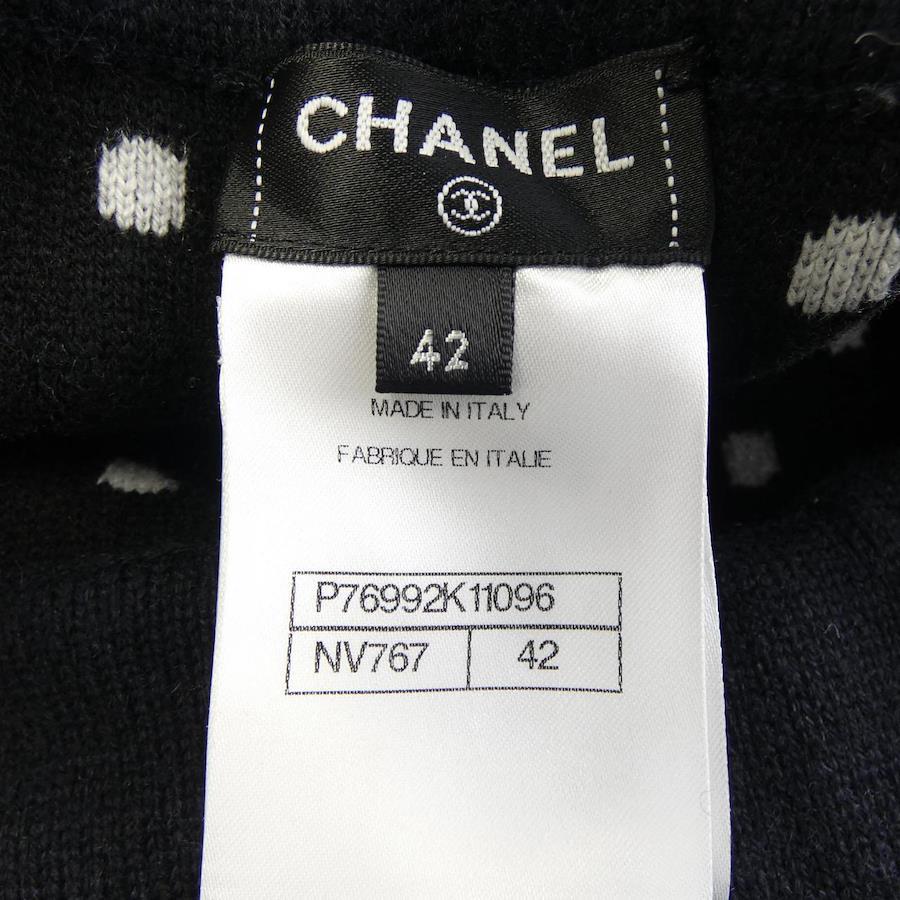 CHANEL
42
MADE IN ITALY
FABRIQUE EN ITALIE
P76992K11096
NV767 42